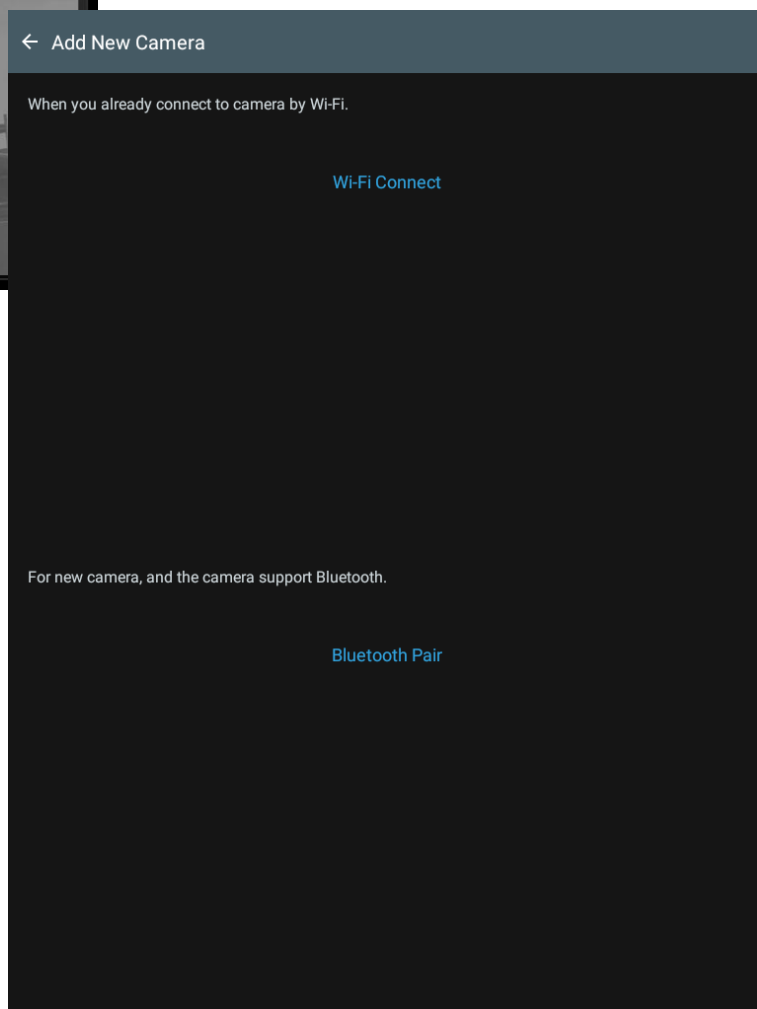 Add New Camera
When you already connect to camera by Wi-Fi.
Wi-Fi Connect
For new camera, and the camera support Bluetooth.
Bluetooth Pair